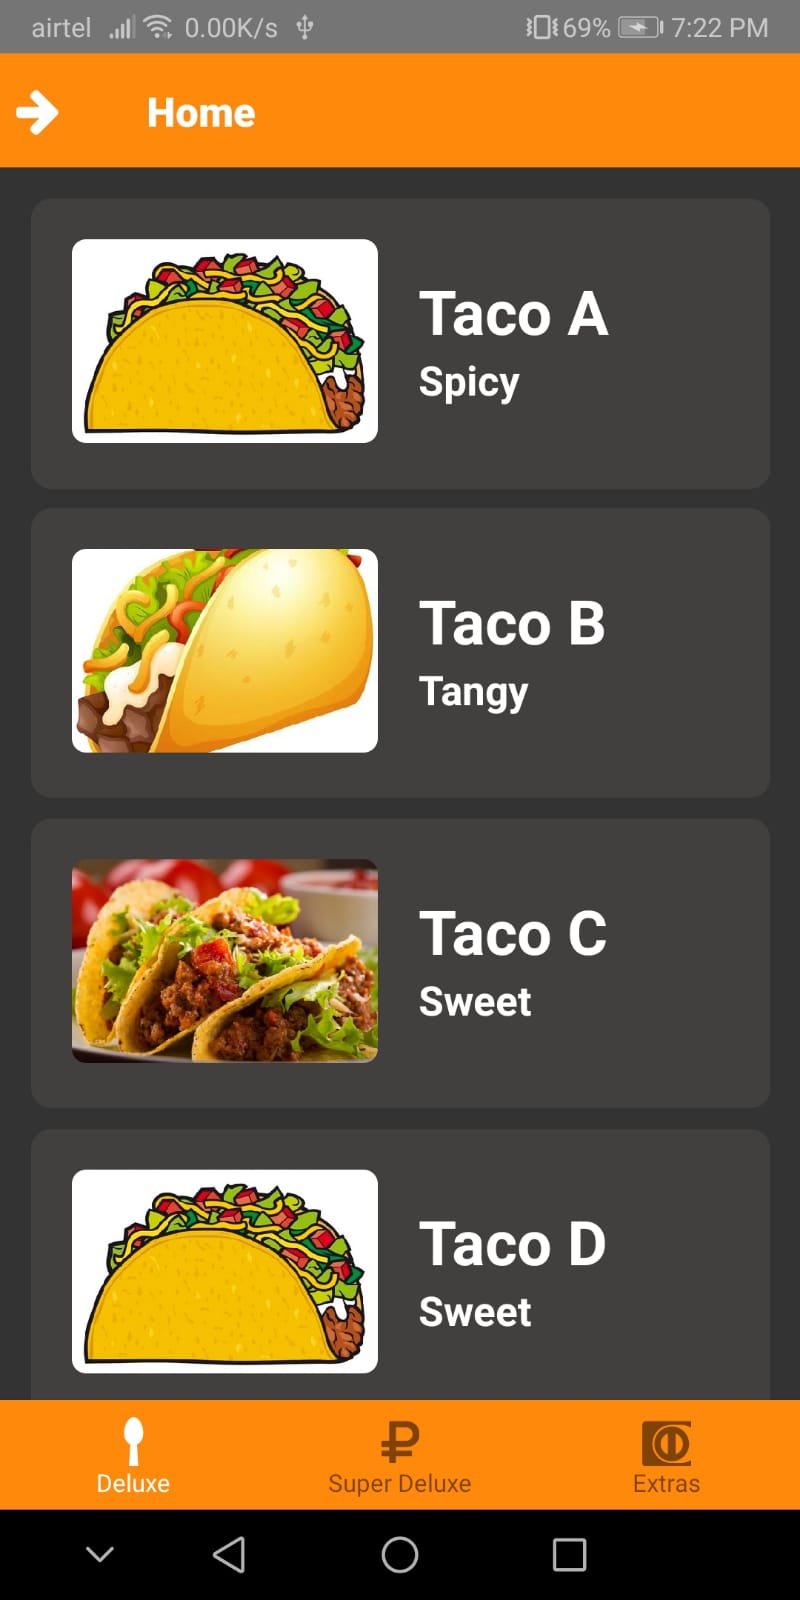 airtel 0.00K/s 69% 7:22 PM
Home
Taco A
Spicy
Taco B
Tangy
Taco C
Sweet
Taco D
Sweet
Deluxe Super Deluxe Extras